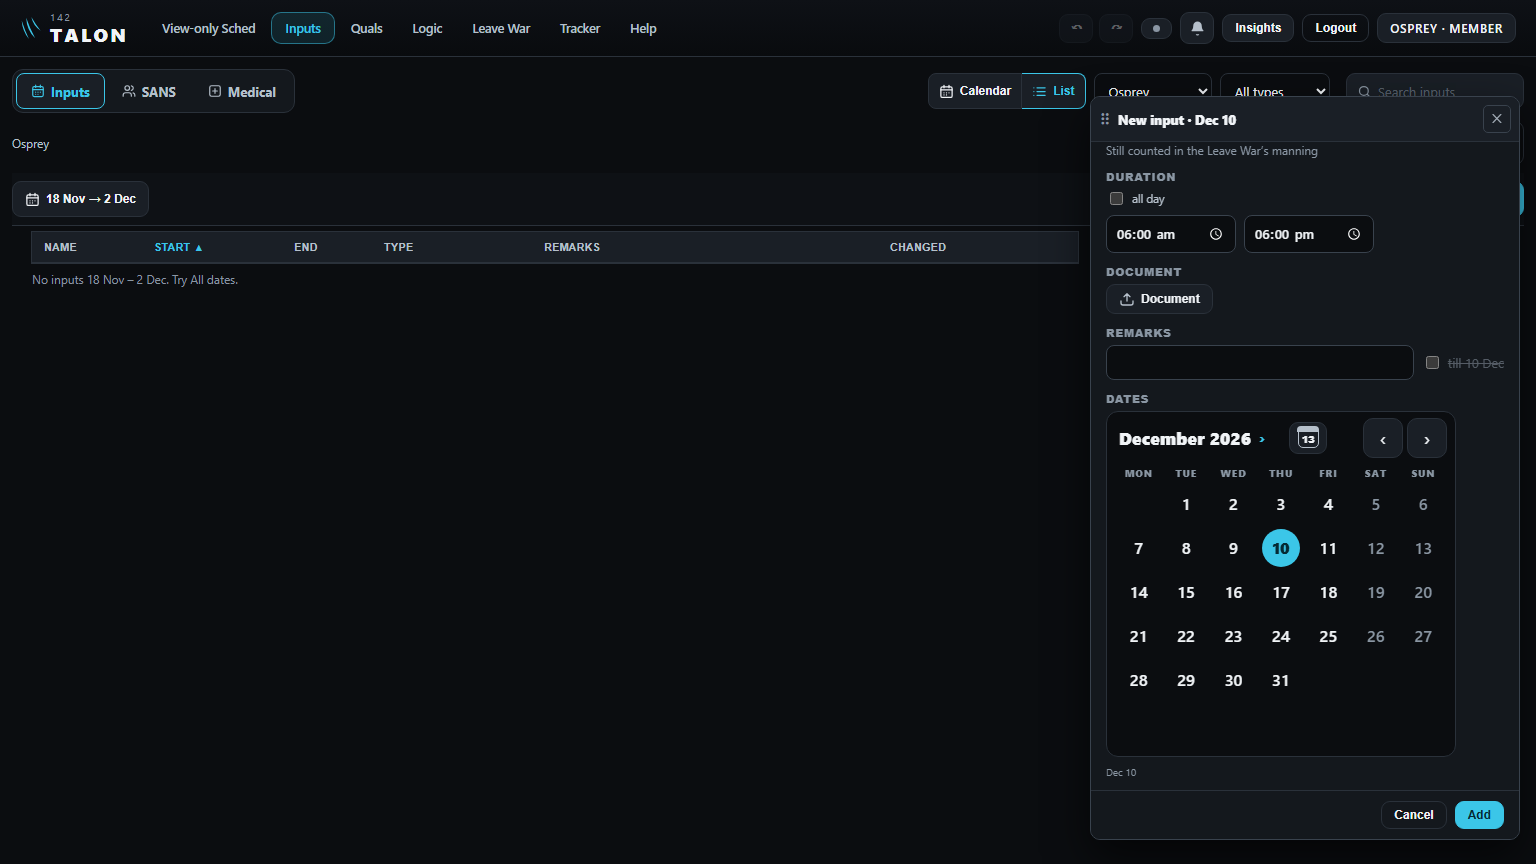 142
TALON
View-only Sched
Inputs
Quals
Logic
Leave War
Tracker
Help
Insights
Logout
OSPREY · MEMBER
Inputs
SANS
Medical
Calendar
List
Osprey
All types
Search inputs
Osprey
18 Nov → 2 Dec
NAME START ▲ END TYPE REMARKS CHANGED
No inputs 18 Nov – 2 Dec. Try All dates.
New input · Dec 10
Still counted in the Leave War's manning
DURATION
all day
06:00 am 06:00 pm
DOCUMENT
Document
REMARKS
till 10 Dec
DATES
December 2026 ›
13
‹ ›
MON TUE WED THU FRI SAT SUN
1 2 3 4 5 6
7 8 9 10 11 12 13
14 15 16 17 18 19 20
21 22 23 24 25 26 27
28 29 30 31
Dec 10
Cancel
Add